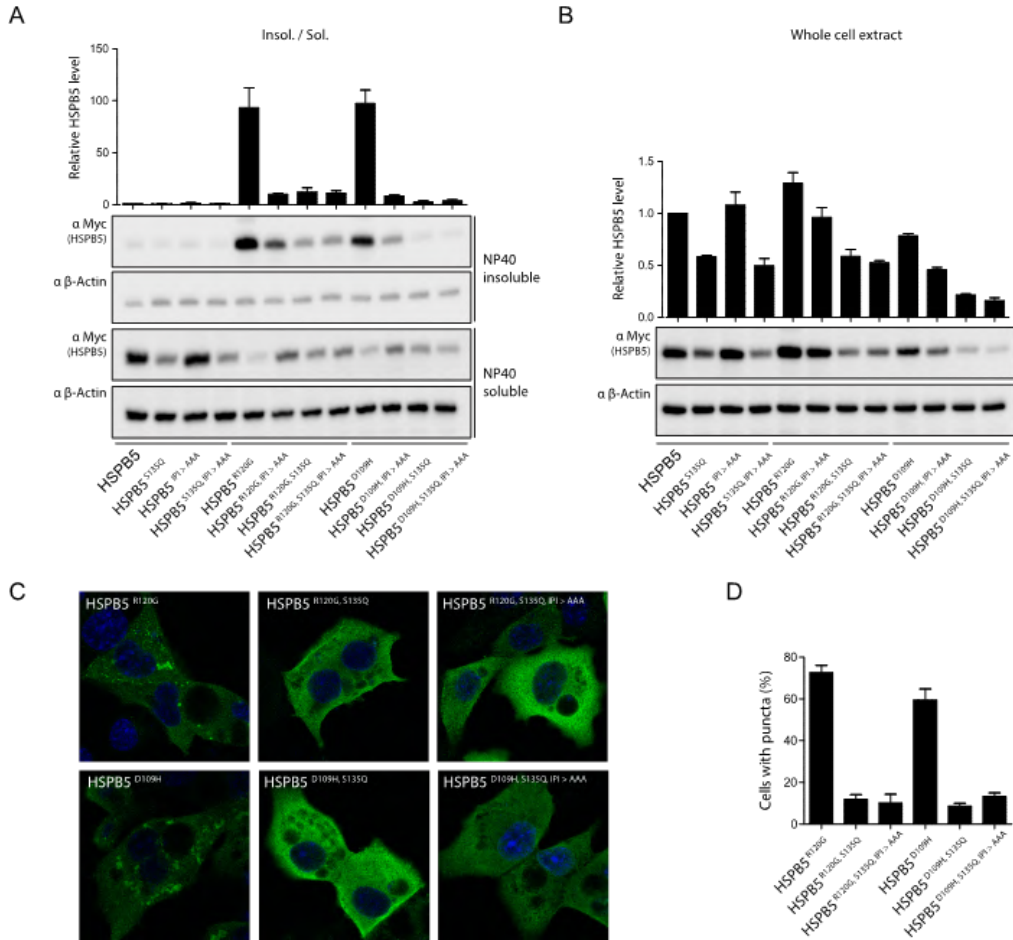 A
Insol. / Sol.
Relative HSPB5 level
150
100
50
0
α Myc
(HSPB5)
α β-Actin
NP40
insoluble
α Myc
(HSPB5)
α β-Actin
NP40
soluble
HSPB5
HSPB5 S135Q
HSPB5 IPI > AAA
HSPB5 S135Q, IPI > AAA
HSPB5 R120G
HSPB5 R120G, IPI > AAA
HSPB5 R120G, S135Q
HSPB5 R120G, S135Q, IPI > AAA
HSPB5 D109H
HSPB5 D109H, IPI > AAA
HSPB5 D109H, S135Q
HSPB5 D109H, S135Q, IPI > AAA
B
Whole cell extract
Relative HSPB5 level
1.5
1.0
0.5
0.0
α Myc
(HSPB5)
α β-Actin
HSPB5
HSPB5 S135Q
HSPB5 IPI > AAA
HSPB5 S135Q, IPI > AAA
HSPB5 R120G
HSPB5 R120G, IPI > AAA
HSPB5 R120G, S135Q
HSPB5 R120G, S135Q, IPI > AAA
HSPB5 D109H
HSPB5 D109H, IPI > AAA
HSPB5 D109H, S135Q
HSPB5 D109H, S135Q, IPI > AAA
C
HSPB5 R120G
HSPB5 R120G, S135Q
HSPB5 R120G, S135Q, IPI > AAA
HSPB5 D109H
HSPB5 D109H, S135Q
HSPB5 D109H, S135Q, IPI > AAA
D
Cells with puncta (%)
80
60
40
20
0
HSPB5 R120G
HSPB5 R120G, S135Q
HSPB5 R120G, S135Q, IPI > AAA
HSPB5 D109H
HSPB5 D109H, S135Q
HSPB5 D109H, S135Q, IPI > AAA